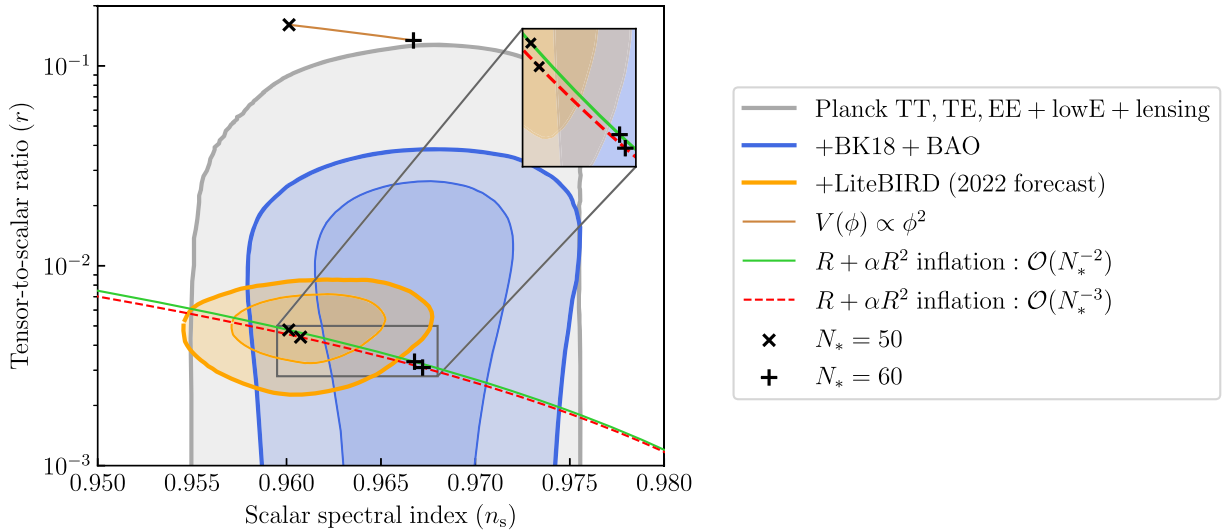 Tensor-to-scalar ratio (r)
10⁻¹
10⁻²
10⁻³
0.950 0.955 0.960 0.965 0.970 0.975 0.980
Scalar spectral index (nₛ)
Planck TT, TE, EE + lowE + lensing
+BK18 + BAO
+LiteBIRD (2022 forecast)
V(ϕ) ∝ ϕ²
R + αR² inflation : 𝒪(N∗⁻²)
R + αR² inflation : 𝒪(N∗⁻³)
N∗ = 50
N∗ = 60